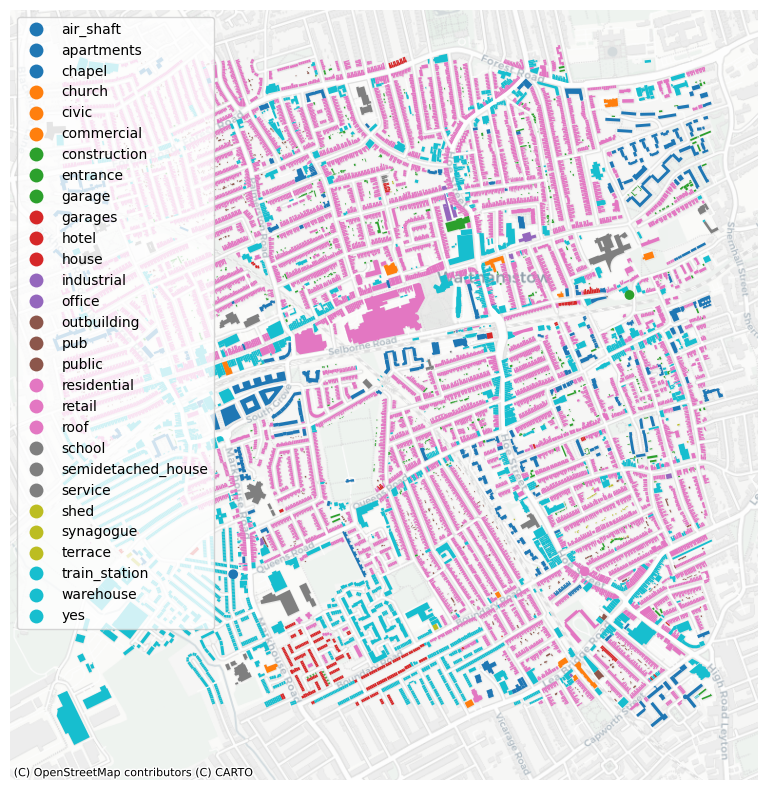 air_shaft
apartments
chapel
church
civic
commercial
construction
entrance
garage
garages
hotel
house
industrial
office
outbuilding
pub
public
residential
retail
roof
school
semidetached_house
service
shed
synagogue
terrace
train_station
warehouse
yes
Forest Road
Shernhall Street
Walthamstow
Selborne Road
South Grove
Queens Road
Boundary Road
High Road Leyton
Capworth
Vicarage Road
(C) OpenStreetMap contributors (C) CARTO